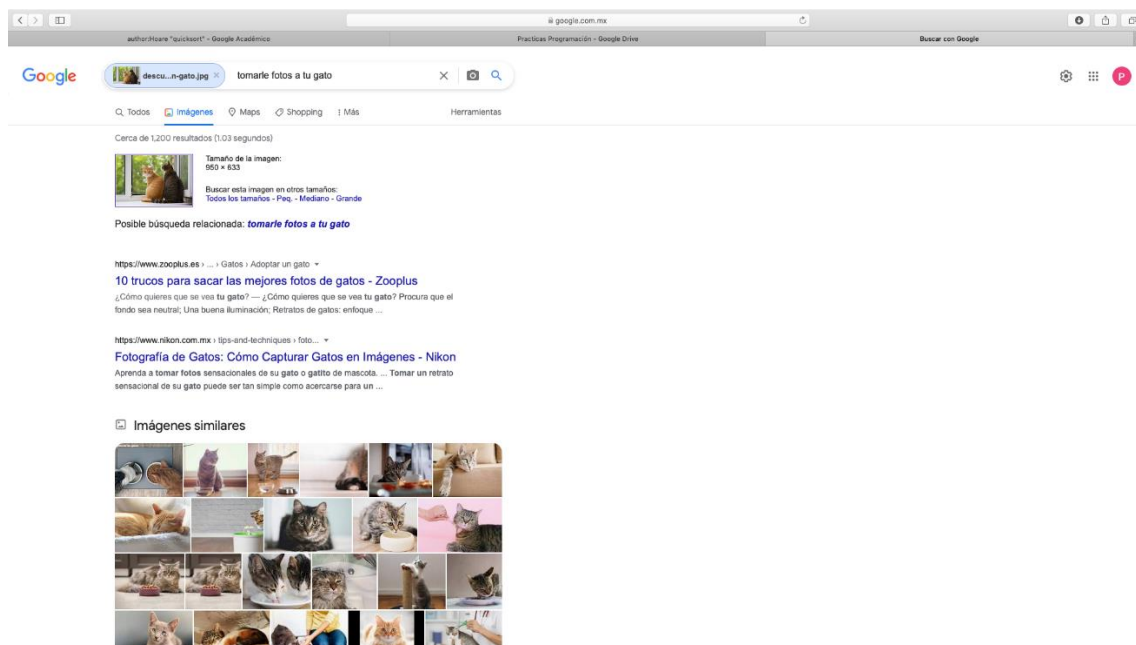 google.com.mx
author:Hoare "quicksort" - Google Académico
Practicas Programación - Google Drive
Buscar con Google
Google
descu...n-gato.jpg ×
tomarle fotos a tu gato
P
Todos
Imágenes
Maps
Shopping
Más
Herramientas
Cerca de 1,200 resultados (1.03 segundos)
Tamaño de la imagen:
950 × 633
Buscar esta imagen en otros tamaños:
Todos los tamaños - Peq. - Mediano - Grande
Posible búsqueda relacionada: tomarle fotos a tu gato
https://www.zooplus.es › ... › Gatos › Adoptar un gato
10 trucos para sacar las mejores fotos de gatos - Zooplus
¿Cómo quieres que se vea tu gato? — ¿Cómo quieres que se vea tu gato? Procura que el
fondo sea neutral; Una buena iluminación; Retratos de gatos: enfoque ...
https://www.nikon.com.mx › tips-and-techniques › foto...
Fotografía de Gatos: Cómo Capturar Gatos en Imágenes - Nikon
Aprenda a tomar fotos sensacionales de su gato o gatito de mascota. ... Tomar un retrato
sensacional de su gato puede ser tan simple como acercarse para un ...
Imágenes similares